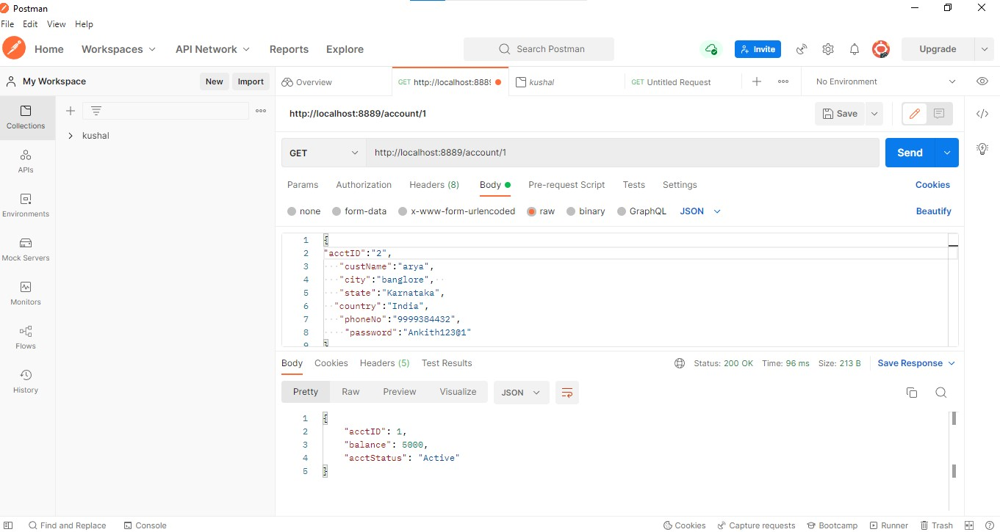 Postman
File Edit View Help
Home Workspaces API Network Reports Explore Search Postman Invite Upgrade
My Workspace New Import Overview GET http://localhost:888 kushal GET Untitled Request No Environment
http://localhost:8889/account/1 Save
Collections
kushal
GET http://localhost:8889/account/1 Send
APIs
Params Authorization Headers (8) Body Pre-request Script Tests Settings Cookies
Environments
none form-data x-www-form-urlencoded raw binary GraphQL JSON Beautify
Mock Servers
Monitors
Flows
History
1 {
2 "acctID":"2",
3 "custName":"arya",
4 "city":"banglore",
5 "state":"Karnataka",
6 "country":"India",
7 "phoneNo":"9999384432",
8 "password":"Ankith123@1"
9 }
Body Cookies Headers (5) Test Results Status: 200 OK Time: 96 ms Size: 213 B Save Response
Pretty Raw Preview Visualize JSON
1 {
2 "acctID": 1,
3 "balance": 5000,
4 "acctStatus": "Active"
5 }
Find and Replace Console Cookies Capture requests Bootcamp Runner Trash